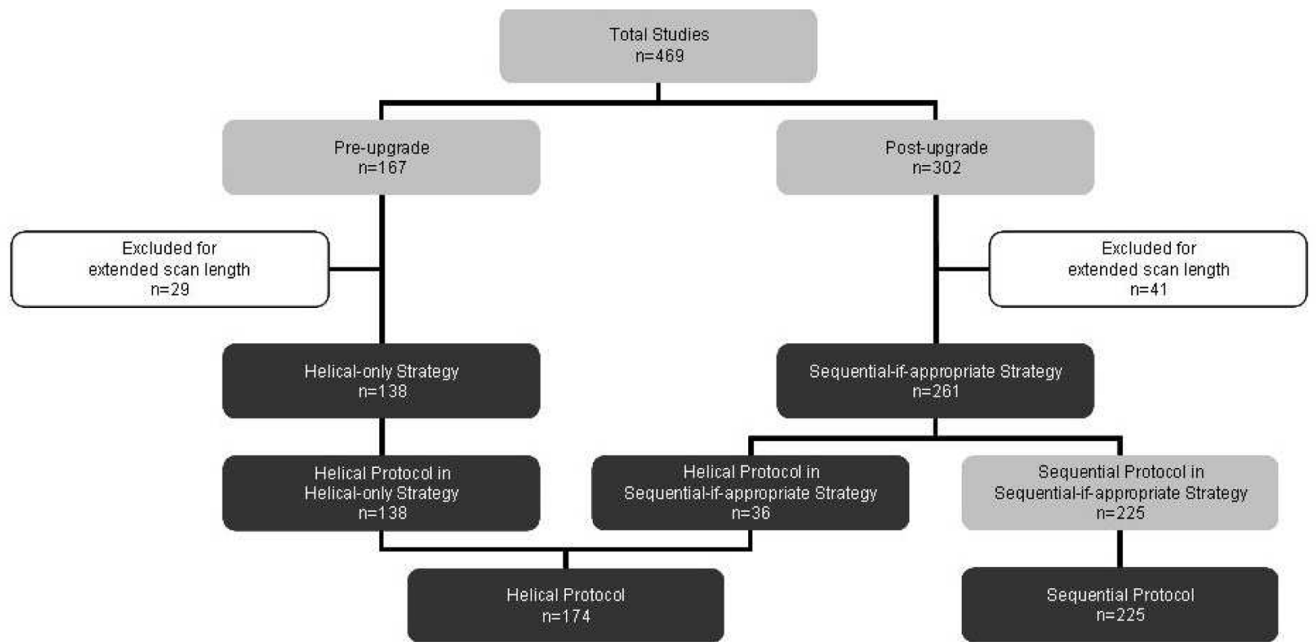 Total Studies
n=469
Pre-upgrade
n=167
Post-upgrade
n=302
Excluded for
extended scan length
n=29
Excluded for
extended scan length
n=41
Helical-only Strategy
n=138
Sequential-if-appropriate Strategy
n=261
Helical Protocol in
Helical-only Strategy
n=138
Helical Protocol in
Sequential-if-appropriate Strategy
n=36
Sequential Protocol in
Sequential-if-appropriate Strategy
n=225
Helical Protocol
n=174
Sequential Protocol
n=225